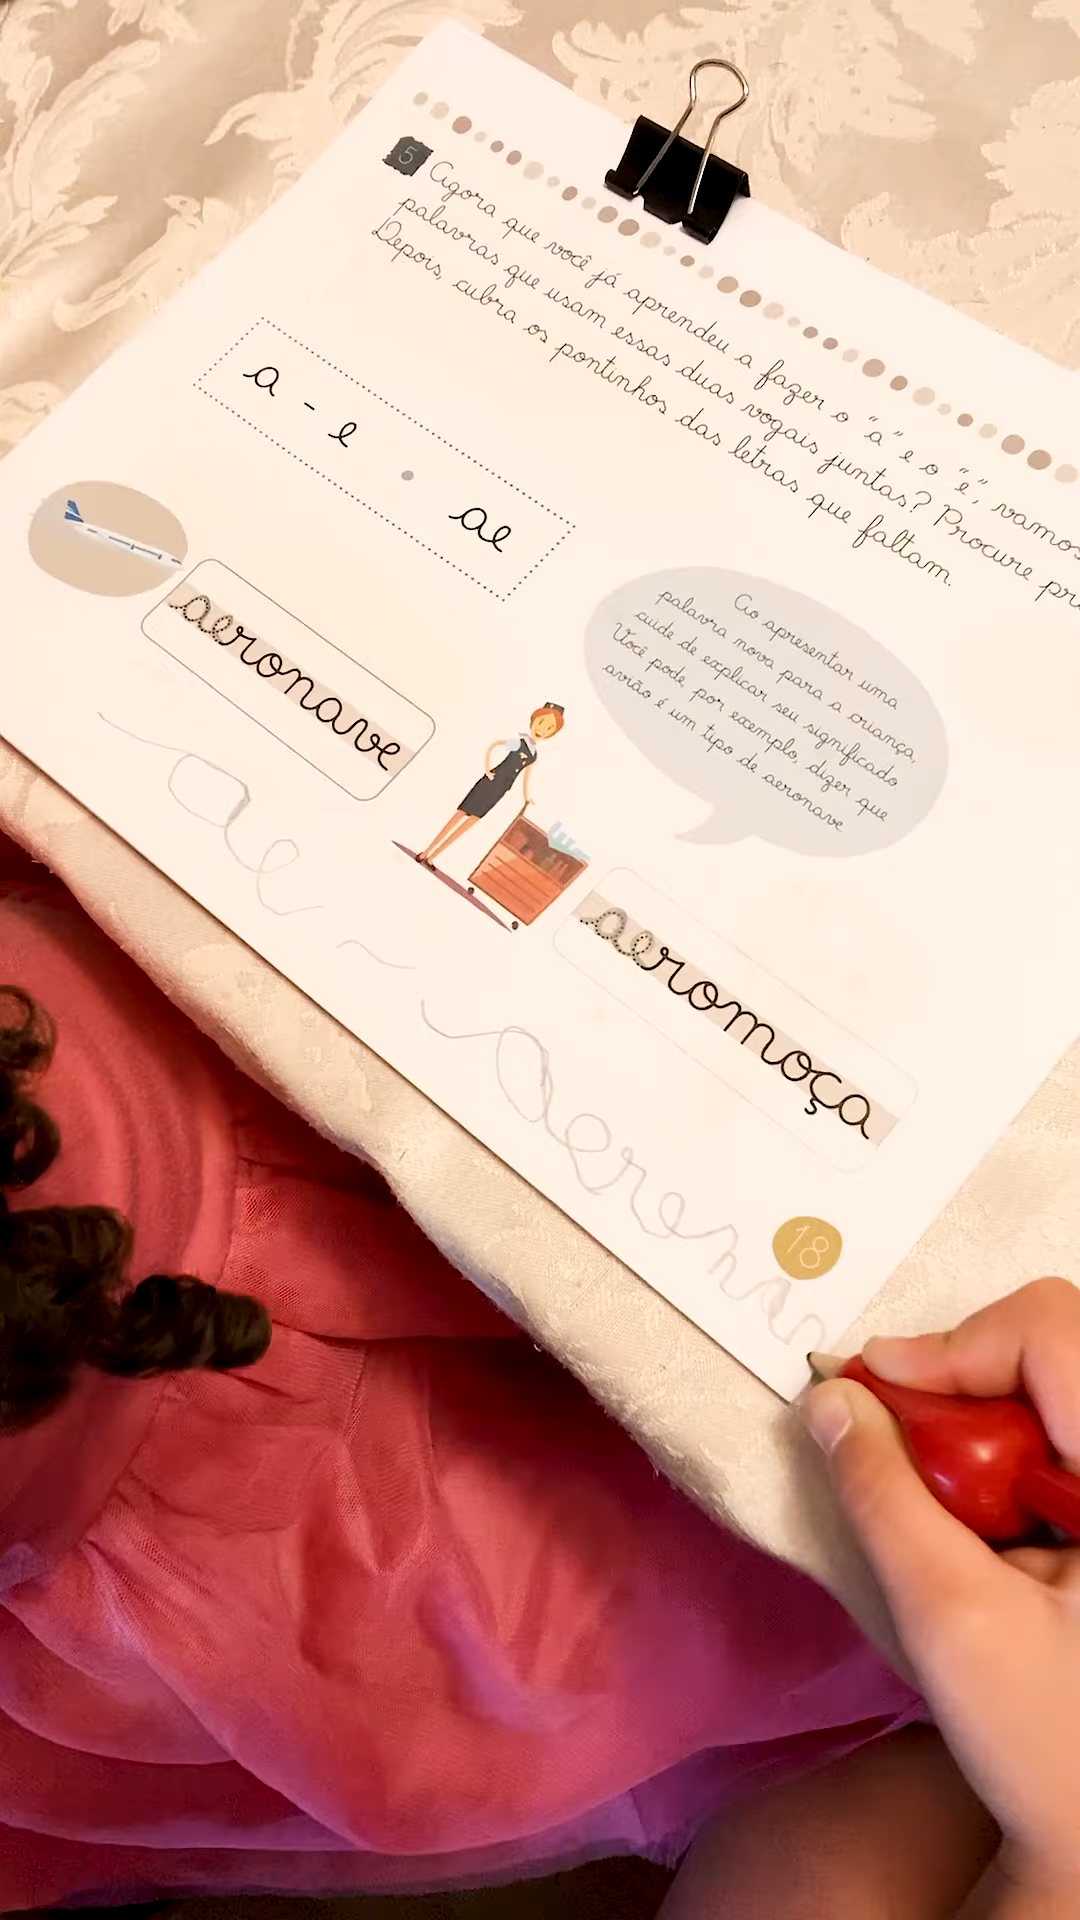 5 Agora que você já aprendeu a fazer o "a" e o "e", vamos
palavras que usam essas duas vogais juntas? Procure
Depois, cubra os pontinhos das letras que faltam.
a - e • ae
aeronave
Ao apresentar uma
palavra nova para a criança,
cuide de explicar seu significado.
Você pode, por exemplo, dizer que
avião é um tipo de aeronave
aeromoça
ae
18